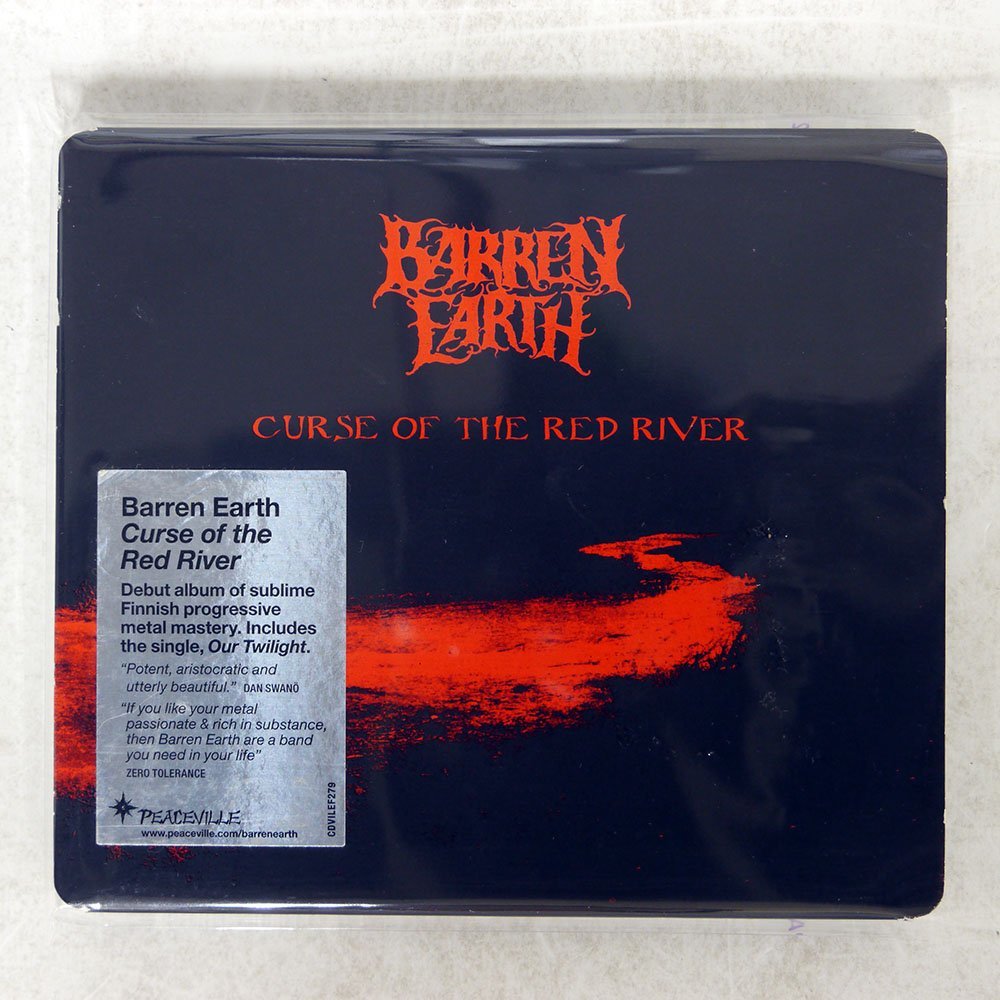 BARREN
EARTH
CURSE OF THE RED RIVER
Barren Earth
Curse of the
Red River
Debut album of sublime
Finnish progressive
metal mastery. Includes
the single, Our Twilight.
"Potent, aristocratic and
utterly beautiful." DAN SWANÖ
"If you like your metal
passionate & rich in substance,
then Barren Earth are a band
you need in your life"
ZERO TOLERANCE
PEACEVILLE
www.peaceville.com/barrenearth
CDVILEF279